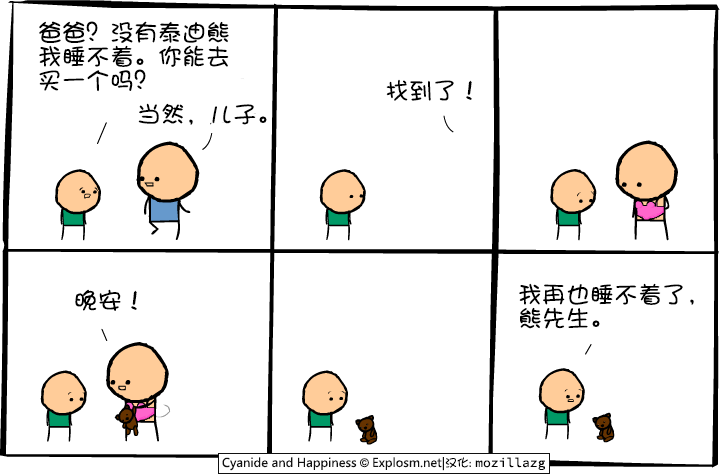 爸爸？没有泰迪熊
我睡不着。你能去
买一个吗？
当然，儿子。
找到了！
晚安！
我再也睡不着了，
熊先生。
Cyanide and Happiness © Explosm.net|汉化: mozillazg